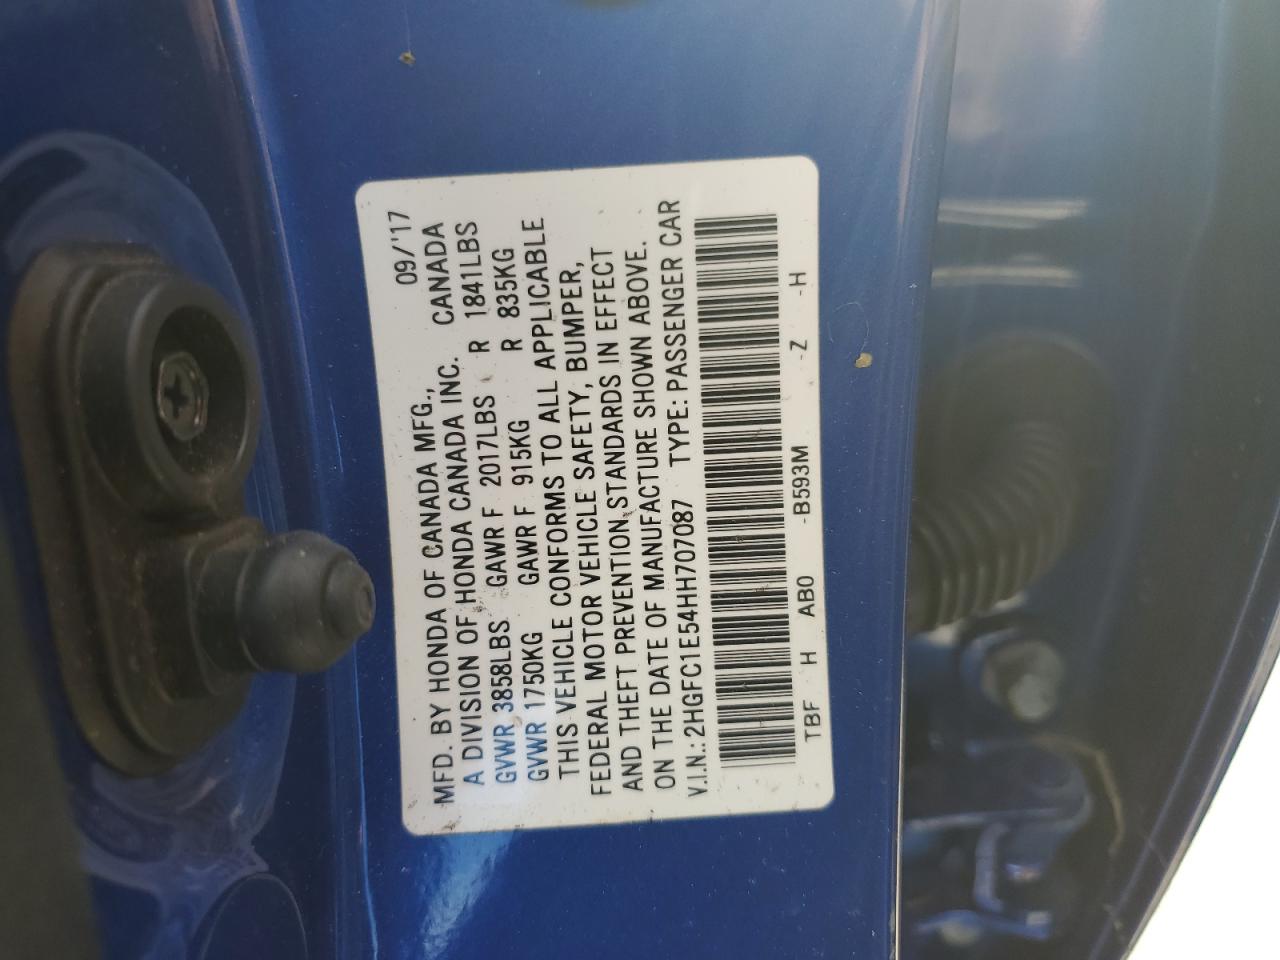 09/'17
MFD. BY HONDA OF CANADA MFG.,
A DIVISION OF HONDA CANADA INC. CANADA
GVWR 3858LBS GAWR F 2017LBS R 1841LBS
GVWR 1750KG GAWR F 915KG R 835KG
THIS VEHICLE CONFORMS TO ALL APPLICABLE
FEDERAL MOTOR VEHICLE SAFETY, BUMPER,
AND THEFT PREVENTION STANDARDS IN EFFECT
ON THE DATE OF MANUFACTURE SHOWN ABOVE.
V.I.N.: 2HGFC1E54HH707087 TYPE: PASSENGER CAR
TBF H AB0 -B593M -Z -H